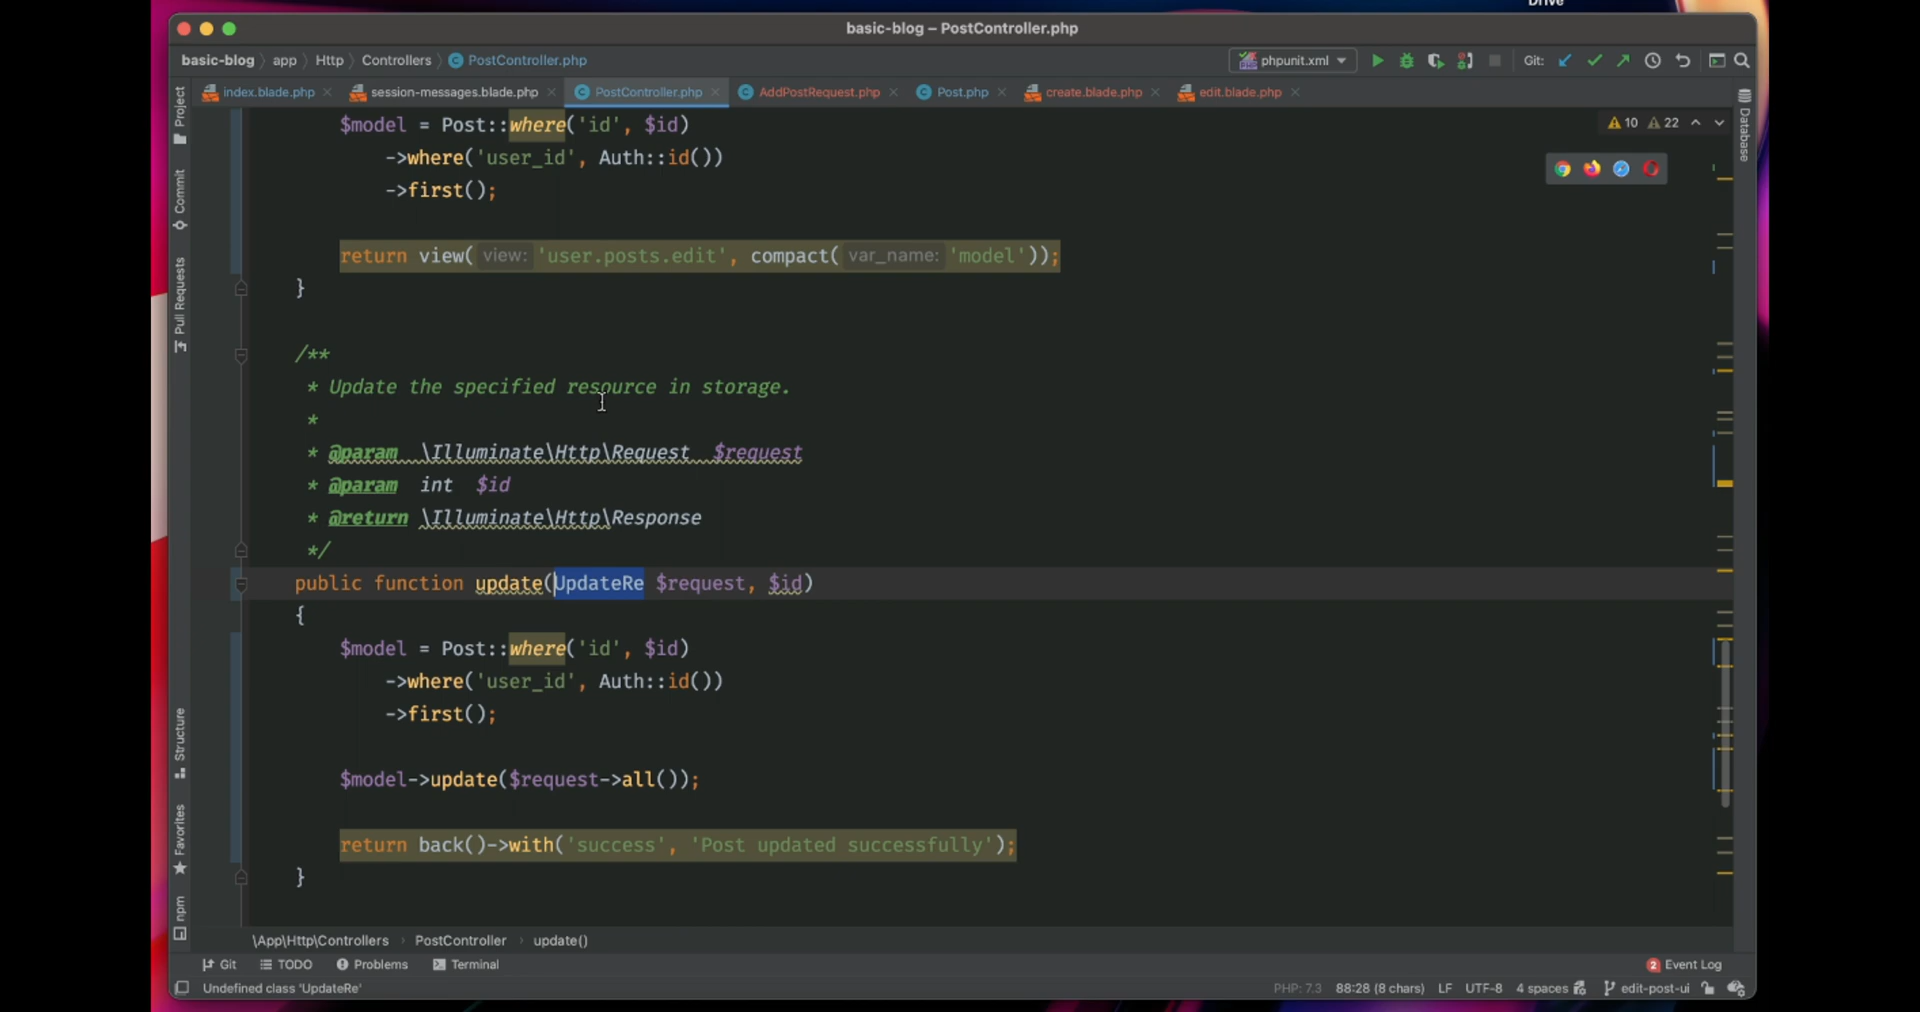 Drive
basic-blog – PostController.php
basic-blog › app › Http › Controllers › PostController.php
phpunit.xml
Git:
index.blade.php session-messages.blade.php PostController.php AddPostRequest.php Post.php create.blade.php edit.blade.php
10 22
Project
Commit
Pull Requests
Structure
Favorites
npm
Database
$model = Post::where('id', $id)
->where('user_id', Auth::id())
->first();
return view( view: 'user.posts.edit', compact( var_name: 'model'));
}
/**
* Update the specified resource in storage.
*
* @param \Illuminate\Http\Request $request
* @param int $id
* @return \Illuminate\Http\Response
*/
public function update(UpdateRe $request, $id)
{
$model = Post::where('id', $id)
->where('user_id', Auth::id())
->first();
$model->update($request->all());
return back()->with('success', 'Post updated successfully');
}
\App\Http\Controllers › PostController › update()
Git TODO Problems Terminal
2 Event Log
Undefined class 'UpdateRe'
PHP: 7.3 88:28 (8 chars) LF UTF-8 4 spaces edit-post-ui